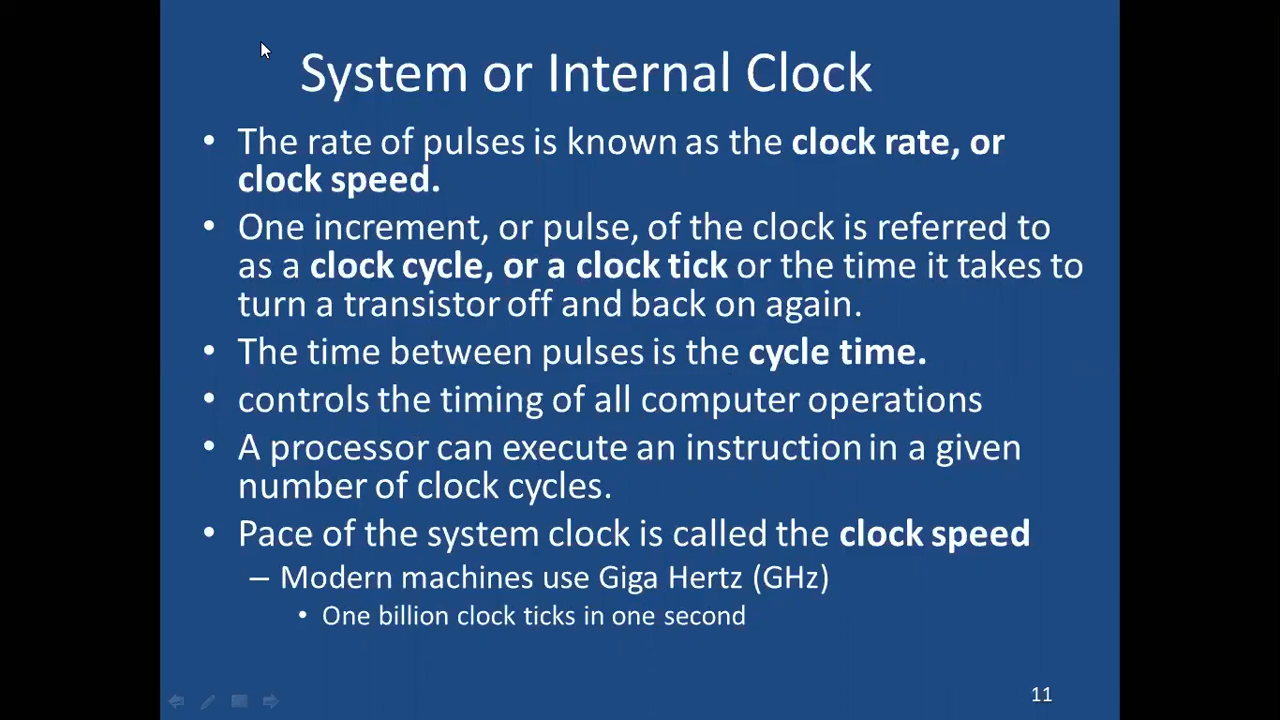 System or Internal Clock
• The rate of pulses is known as the clock rate, or
clock speed.
• One increment, or pulse, of the clock is referred to
as a clock cycle, or a clock tick or the time it takes to
turn a transistor off and back on again.
• The time between pulses is the cycle time.
• controls the timing of all computer operations
• A processor can execute an instruction in a given
number of clock cycles.
• Pace of the system clock is called the clock speed
– Modern machines use Giga Hertz (GHz)
• One billion clock ticks in one second
11